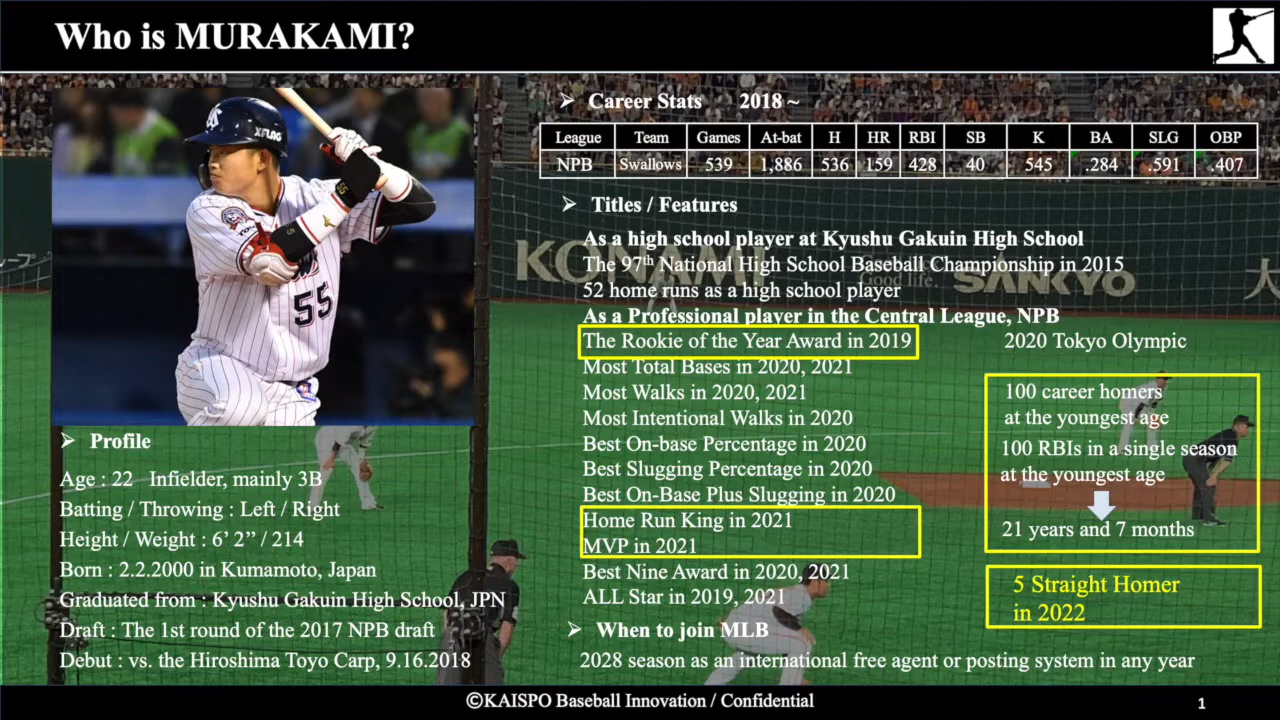 Who is MURAKAMI?
XFLAG
55
55
➢ Profile
Age : 22 Infielder, mainly 3B
Batting / Throwing : Left / Right
Height / Weight : 6’ 2’’ / 214
Born : 2.2.2000 in Kumamoto, Japan
Graduated from : Kyushu Gakuin High School, JPN
Draft : The 1st round of the 2017 NPB draft
Debut : vs. the Hiroshima Toyo Carp, 9.16.2018
➢ Career Stats 2018 ~
League Team Games At-bat H HR RBI SB K BA SLG OBP
NPB Swallows 539 1,886 536 159 428 40 545 .284 .591 .407
➢ Titles / Features
As a high school player at Kyushu Gakuin High School
The 97th National High School Baseball Championship in 2015
52 home runs as a high school player
As a Professional player in the Central League, NPB
The Rookie of the Year Award in 2019
Most Total Bases in 2020, 2021
Most Walks in 2020, 2021
Most Intentional Walks in 2020
Best On-base Percentage in 2020
Best Slugging Percentage in 2020
Best On-Base Plus Slugging in 2020
Home Run King in 2021
MVP in 2021
Best Nine Award in 2020, 2021
ALL Star in 2019, 2021
2020 Tokyo Olympic
100 career homers
at the youngest age
100 RBIs in a single season
at the youngest age
21 years and 7 months
5 Straight Homer
in 2022
➢ When to join MLB
2028 season as an international free agent or posting system in any year
KONAMI
Good life.
SANKYO
大
©KAISPO Baseball Innovation / Confidential
1